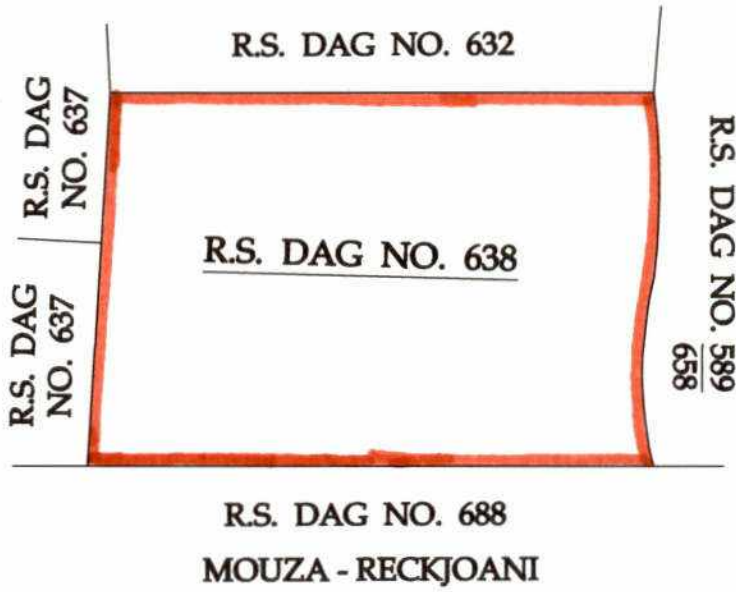 R.S. DAG NO. 632
R.S. DAG
NO. 637
R.S. DAG NO. 638
R.S. DAG
NO. 637
R.S. DAG NO. 589
658
R.S. DAG NO. 688
MOUZA - RECKJOANI